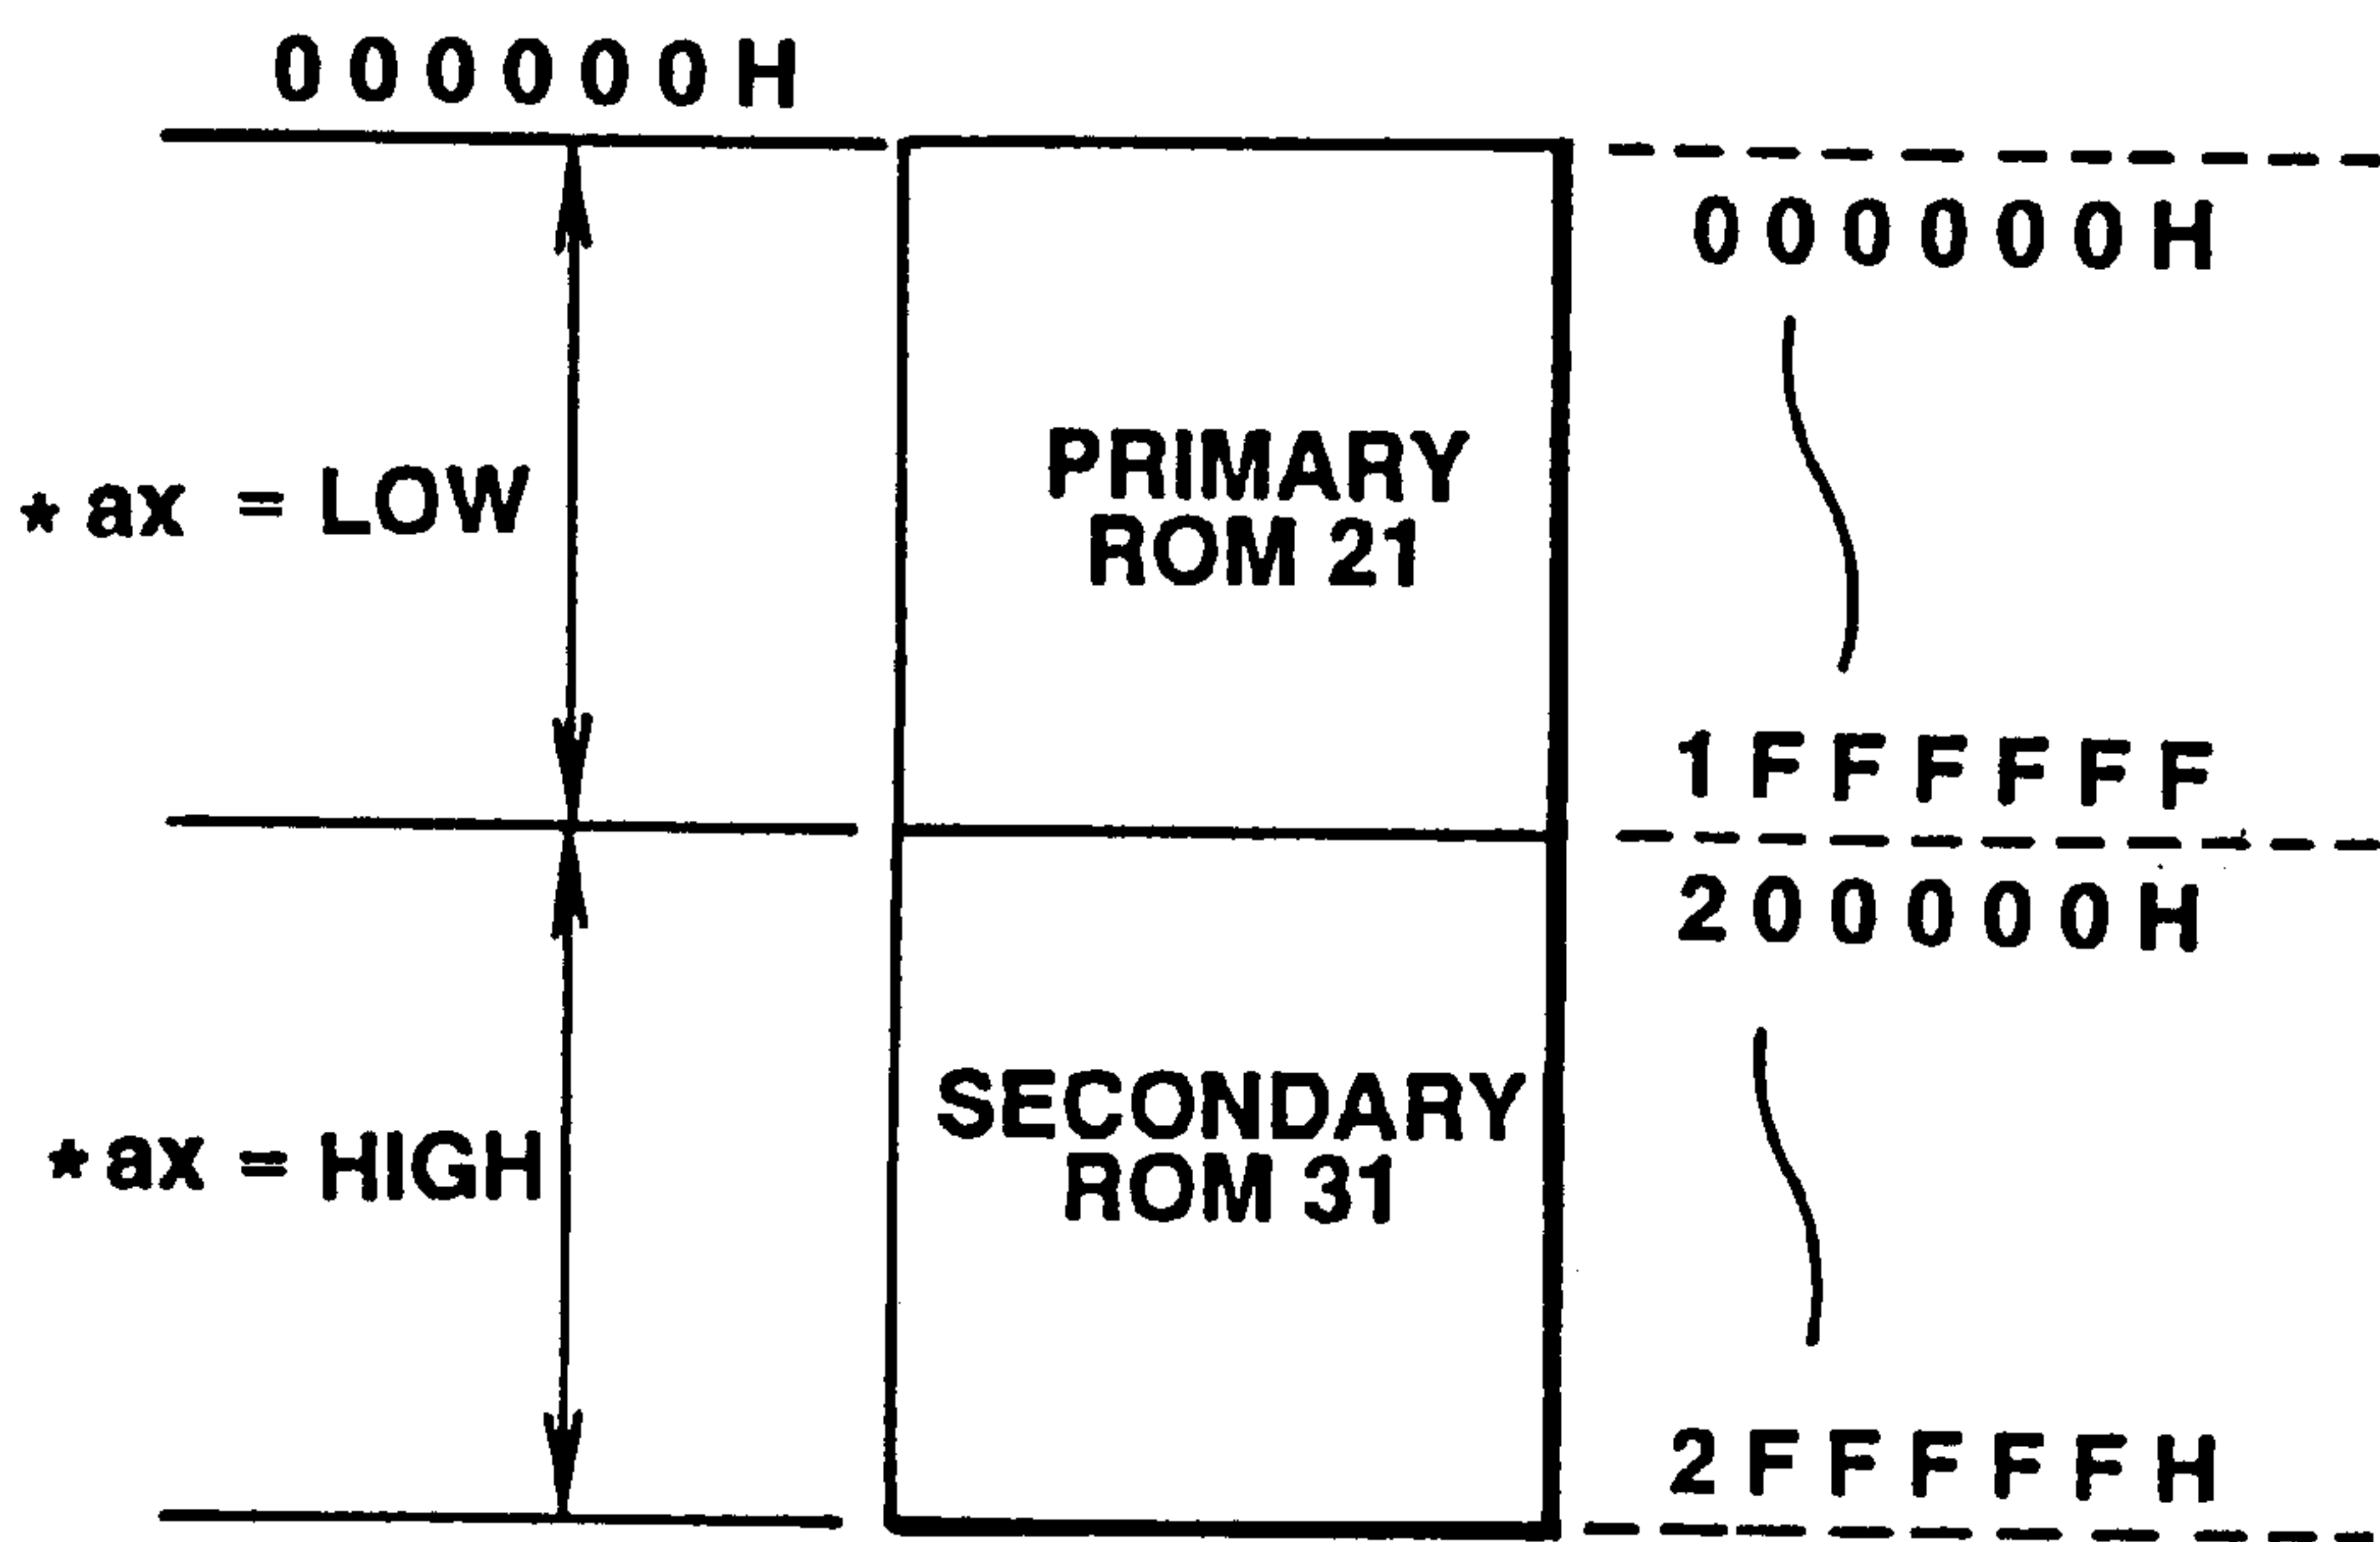 000000H
000000H
★ax = LOW
PRIMARY
ROM 21
1FFFFFF
200000H
★ax = HIGH
SECONDARY
ROM 31
2FFFFFH